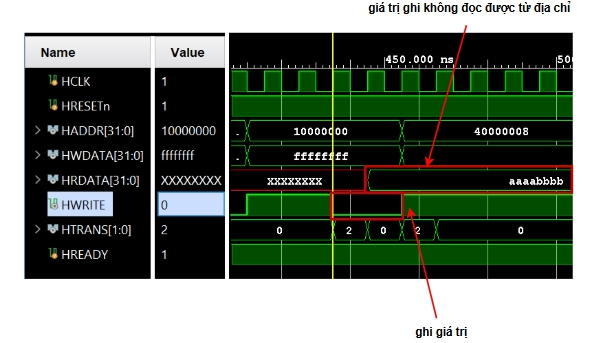 giá trị ghi không đọc được từ địa chỉ
Name Value
450.000 ns 500
HCLK 1
HRESETn 1
HADDR[31:0] 10000000 . 10000000 40000008
HWDATA[31:0] ffffffff . ffffffff
HRDATA[31:0] XXXXXXXX XXXXXXXX aaaabbbb
HWRITE 0
HTRANS[1:0] 2 0 2 0 2 0
HREADY 1
ghi giá trị